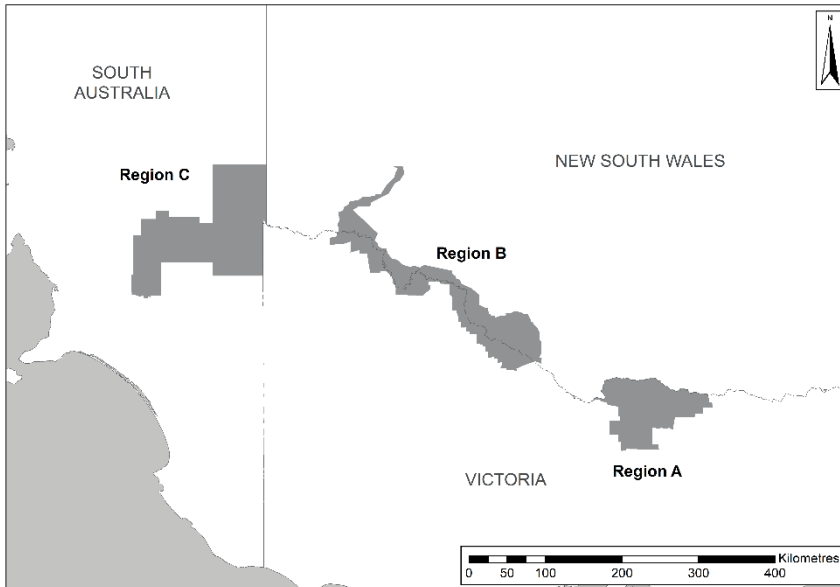 N
SOUTH
AUSTRALIA
NEW SOUTH WALES
Region C
Region B
Region A
VICTORIA
Kilometres
0 50 100 200 300 400